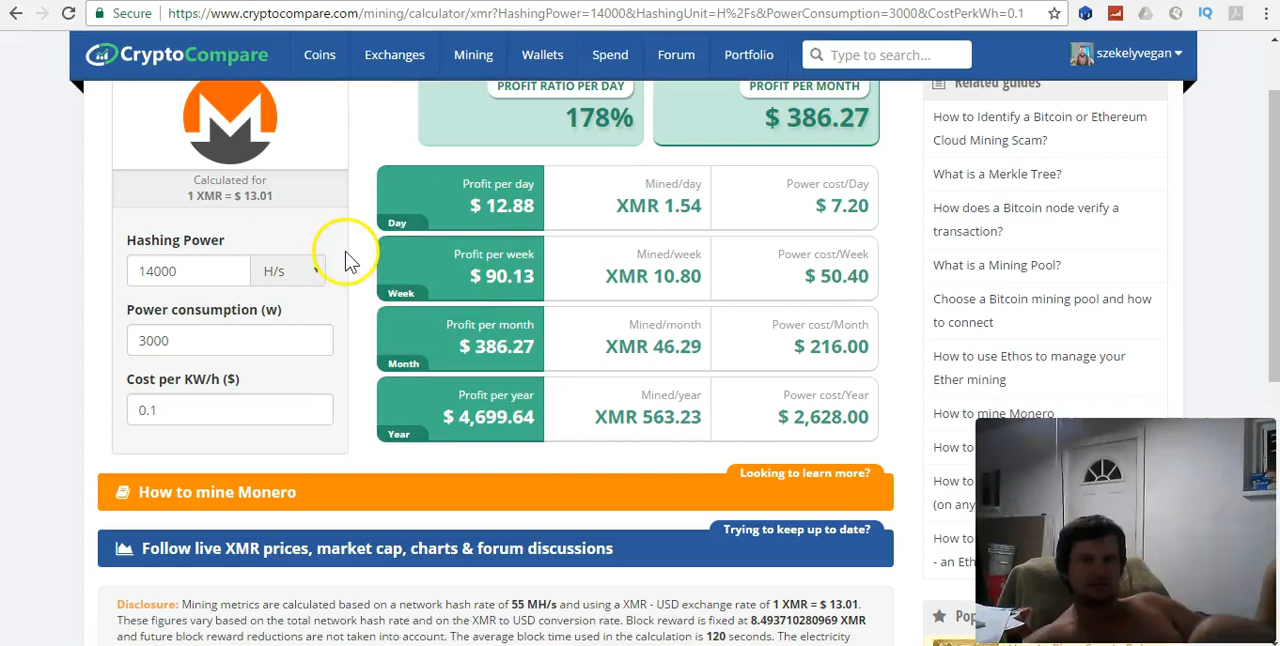 Secure
https://www.cryptocompare.com/mining/calculator/xmr?HashingPower=14000&HashingUnit=H%2Fs&PowerConsumption=3000&CostPerkWh=0.1
IQ
CryptoCompare
Coins
Exchanges
Mining
Wallets
Spend
Forum
Portfolio
Type to search...
szekelyvegan
PROFIT RATIO PER DAY
178%
PROFIT PER MONTH
$ 386.27
Calculated for
1 XMR = $ 13.01
Hashing Power
14000
H/s
Power consumption (w)
3000
Cost per KW/h ($)
0.1
Profit per day
$ 12.88
Day
Mined/day
XMR 1.54
Power cost/Day
$ 7.20
Profit per week
$ 90.13
Week
Mined/week
XMR 10.80
Power cost/Week
$ 50.40
Profit per month
$ 386.27
Month
Mined/month
XMR 46.29
Power cost/Month
$ 216.00
Profit per year
$ 4,699.64
Year
Mined/year
XMR 563.23
Power cost/Year
$ 2,628.00
Looking to learn more?
How to mine Monero
Trying to keep up to date?
Follow live XMR prices, market cap, charts & forum discussions
Disclosure: Mining metrics are calculated based on a network hash rate of 55 MH/s and using a XMR - USD exchange rate of 1 XMR = $ 13.01.
These figures vary based on the total network hash rate and on the XMR to USD conversion rate. Block reward is fixed at 8.493710280969 XMR
and future block reward reductions are not taken into account. The average block time used in the calculation is 120 seconds. The electricity
Related guides
How to Identify a Bitcoin or Ethereum
Cloud Mining Scam?
What is a Merkle Tree?
How does a Bitcoin node verify a
transaction?
What is a Mining Pool?
Choose a Bitcoin mining pool and how
to connect
How to use Ethos to manage your
Ether mining
How to mine Monero
How to
How to
(on any
How to
- an Eth